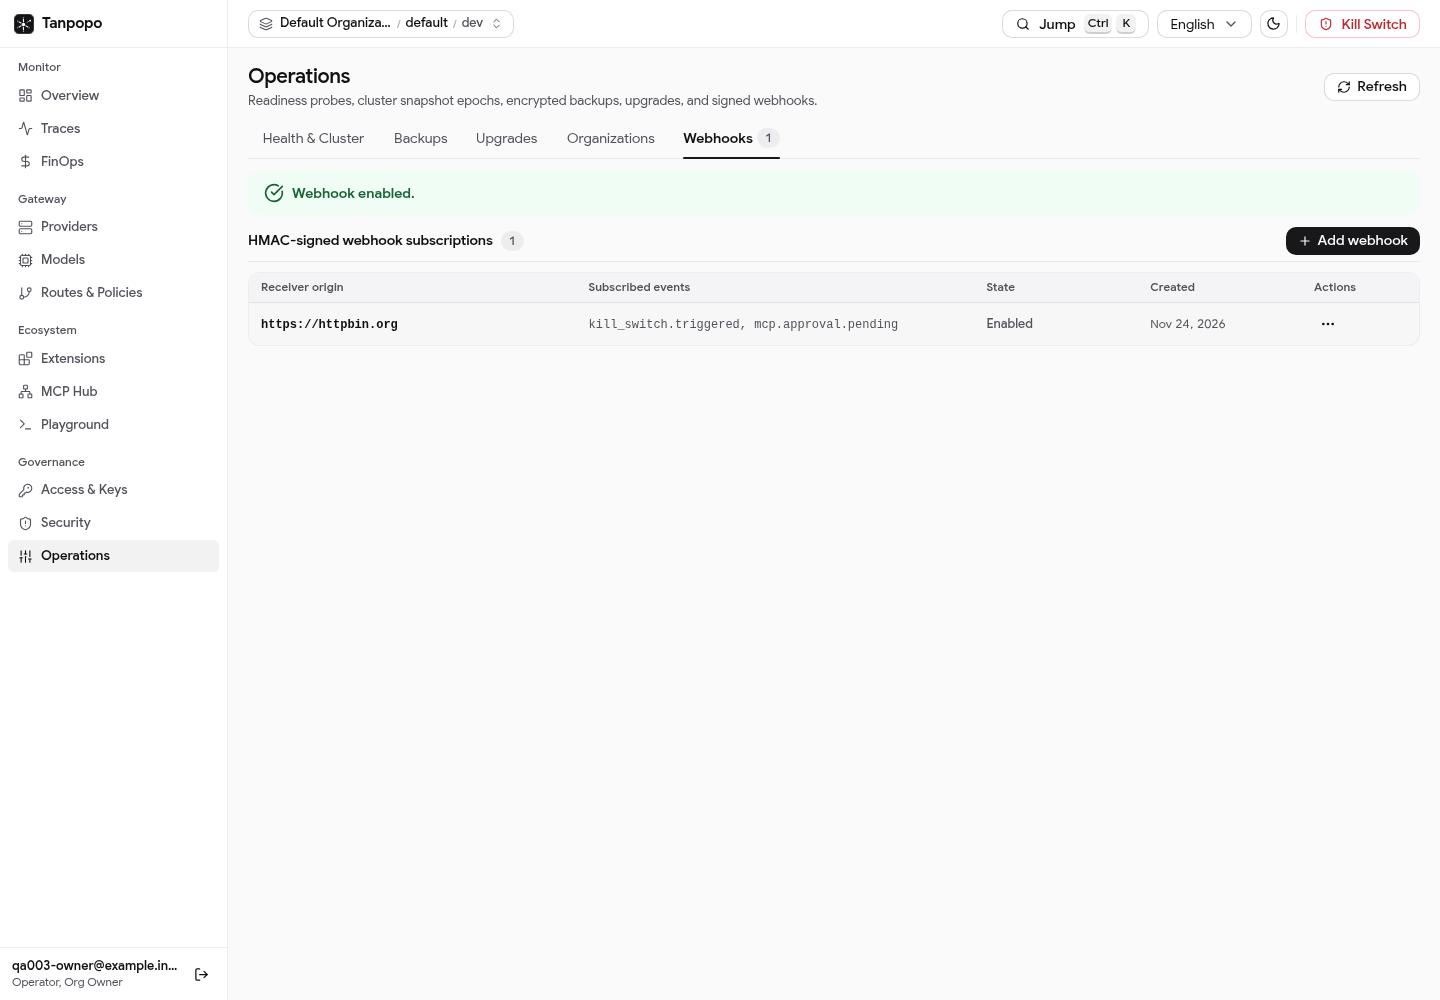 Tanpopo
Default Organiza... / default / dev
Jump Ctrl K
English
Kill Switch
Monitor
Overview
Traces
FinOps
Gateway
Providers
Models
Routes & Policies
Ecosystem
Extensions
MCP Hub
Playground
Governance
Access & Keys
Security
Operations
qa003-owner@example.in...
Operator, Org Owner
Operations
Readiness probes, cluster snapshot epochs, encrypted backups, upgrades, and signed webhooks.
Refresh
Health & Cluster Backups Upgrades Organizations Webhooks 1
Webhook enabled.
HMAC-signed webhook subscriptions 1
Add webhook
Receiver origin Subscribed events State Created Actions
https://httpbin.org kill_switch.triggered, mcp.approval.pending Enabled Nov 24, 2026